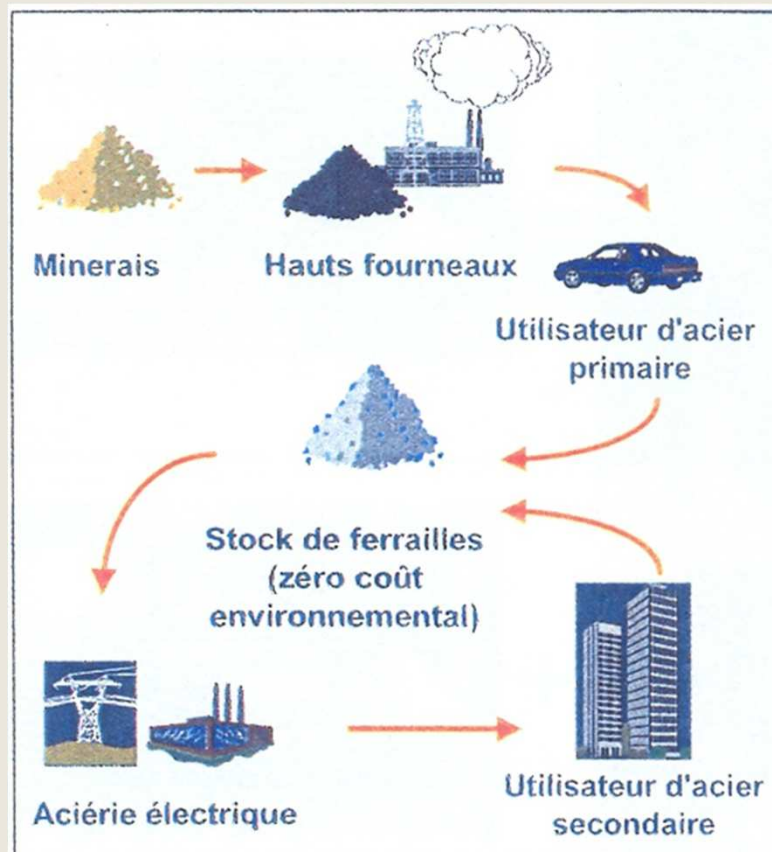 Minerais
Hauts fourneaux
Utilisateur d'acier
primaire
Stock de ferrailles
(zéro coût
environnemental)
Aciérie électrique
Utilisateur d'acier
secondaire